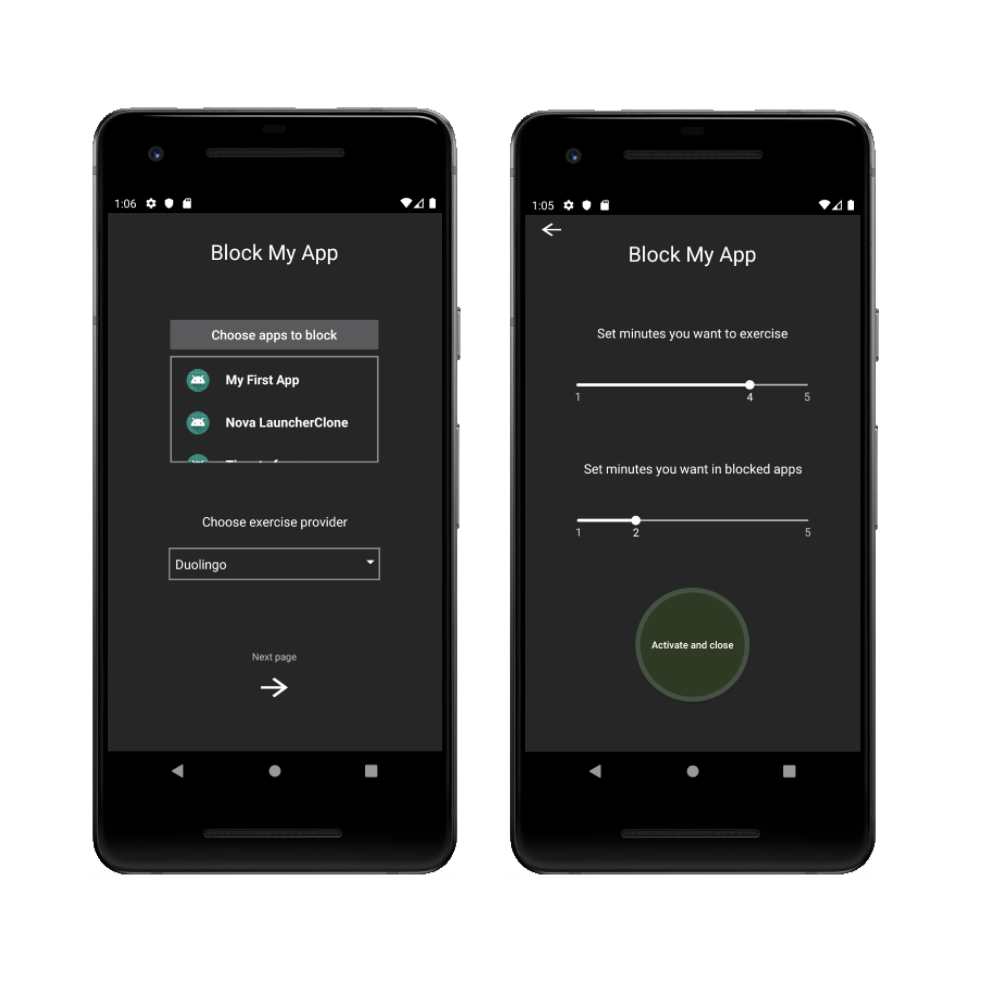 1:06
Block My App
Choose apps to block
My First App
Nova LauncherClone
Choose exercise provider
Duolingo
Next page
1:05
Block My App
Set minutes you want to exercise
1 4 5
Set minutes you want in blocked apps
1 2 5
Activate and close